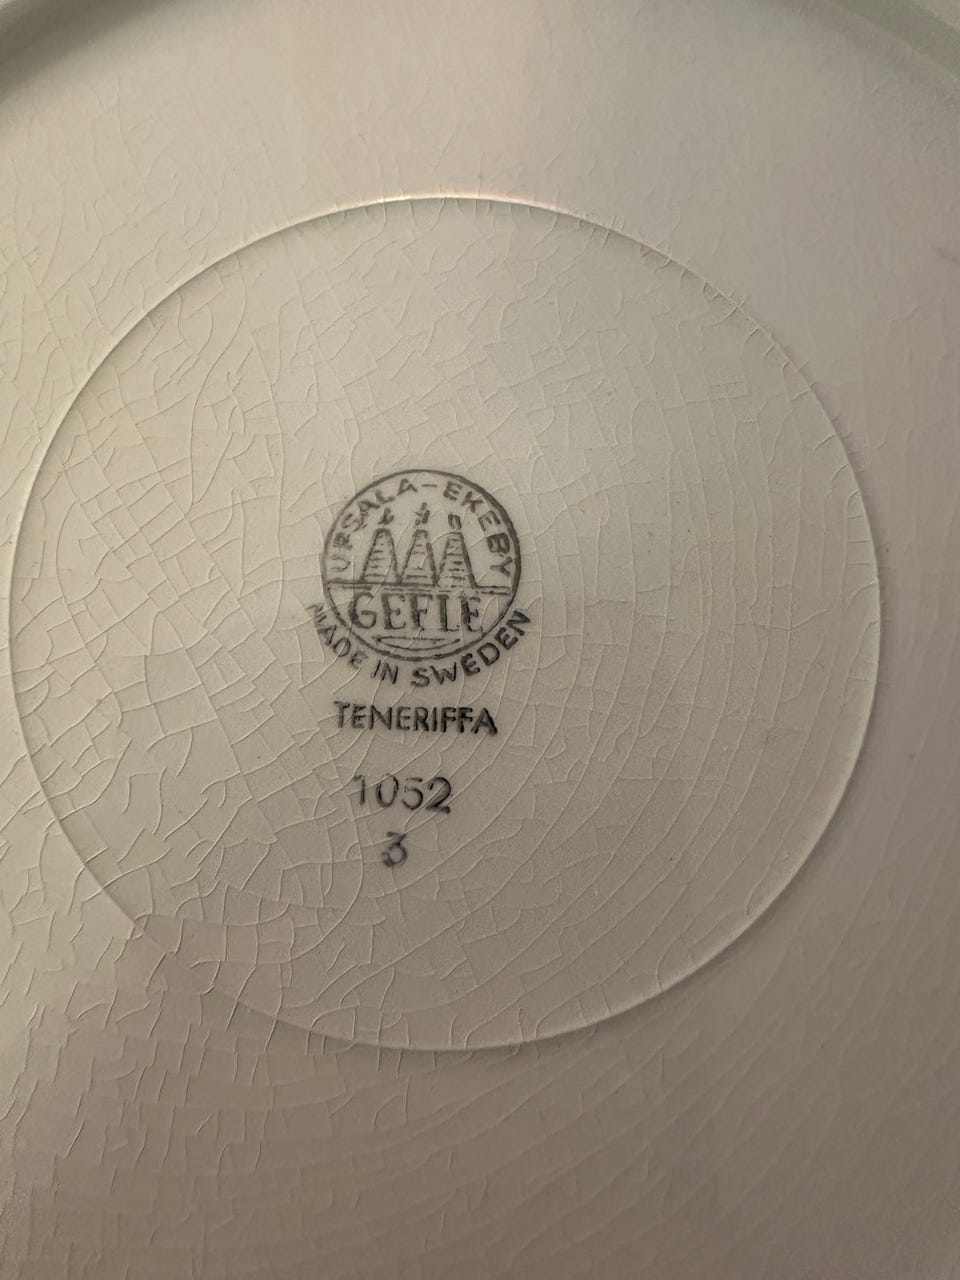 UPSALA-EKEBY
GEFLE
MADE IN SWEDEN
TENERIFFA
1052
3